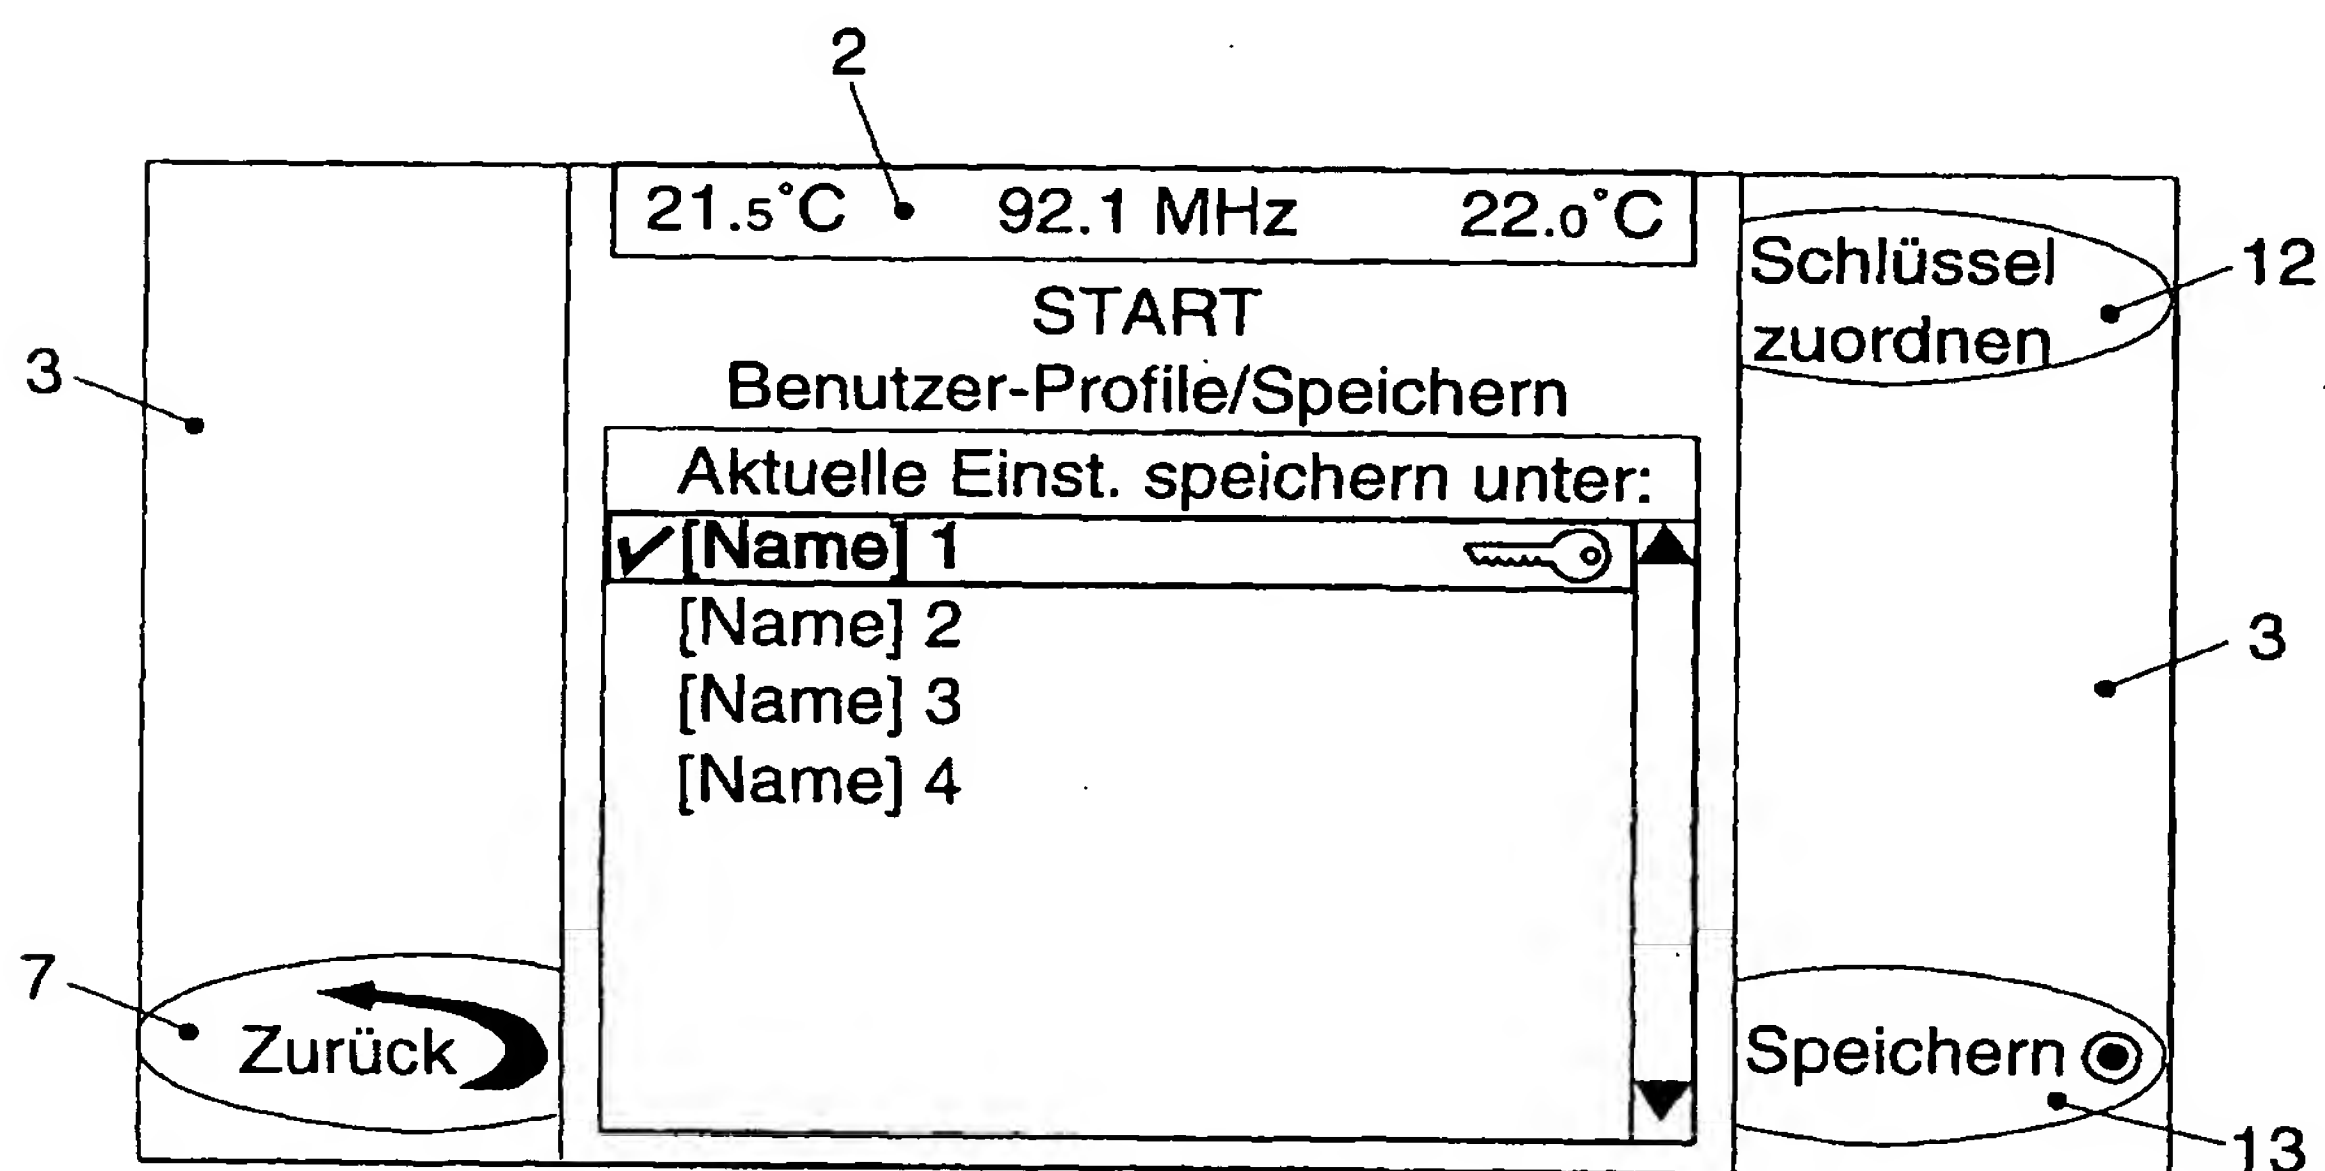 2
21.5°C 92.1 MHz 22.0°C
Schlüssel
zuordnen
12
START
Benutzer-Profile/Speichern
3
Aktuelle Einst. speichern unter:
[Name] 1
[Name] 2
[Name] 3
[Name] 4
3
7
Zurück
Speichern
13